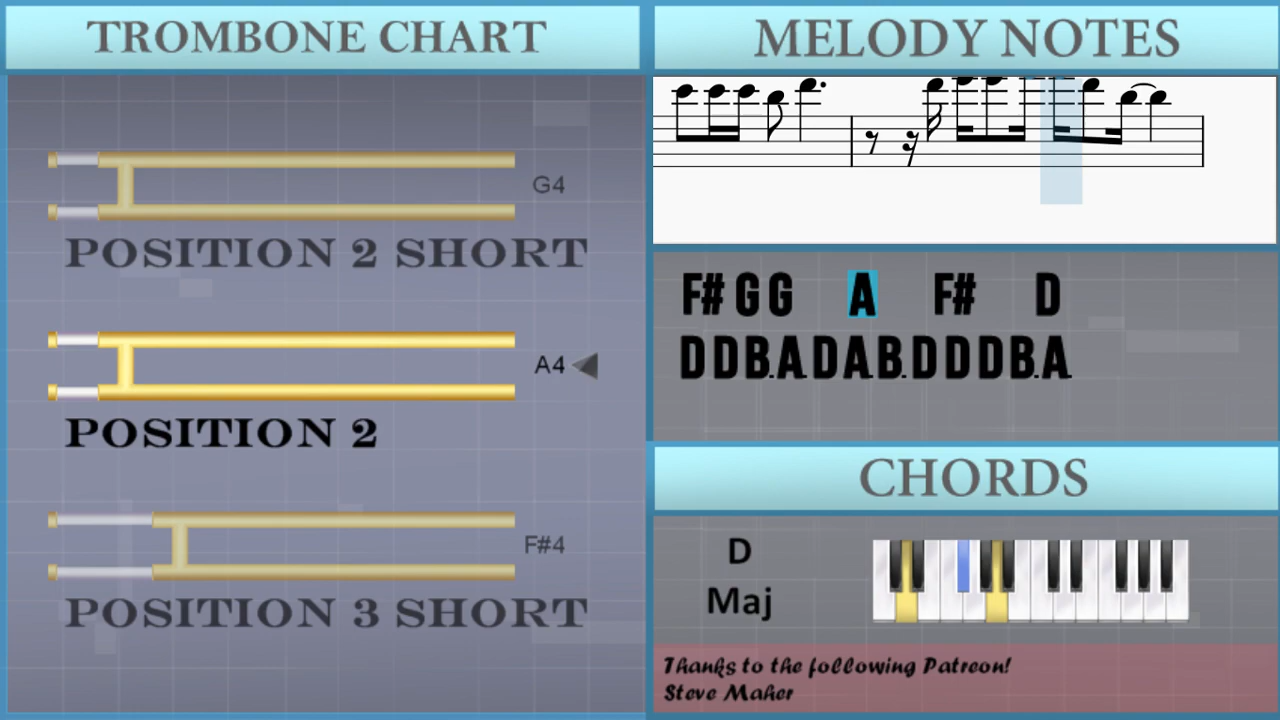 TROMBONE CHART
G4
POSITION 2 SHORT
A4
POSITION 2
F#4
POSITION 3 SHORT
MELODY NOTES
F# G G A F# D
D D B. A D A B. D D D B. A.
CHORDS
D
Maj
Thanks to the following Patreon!
Steve Maher